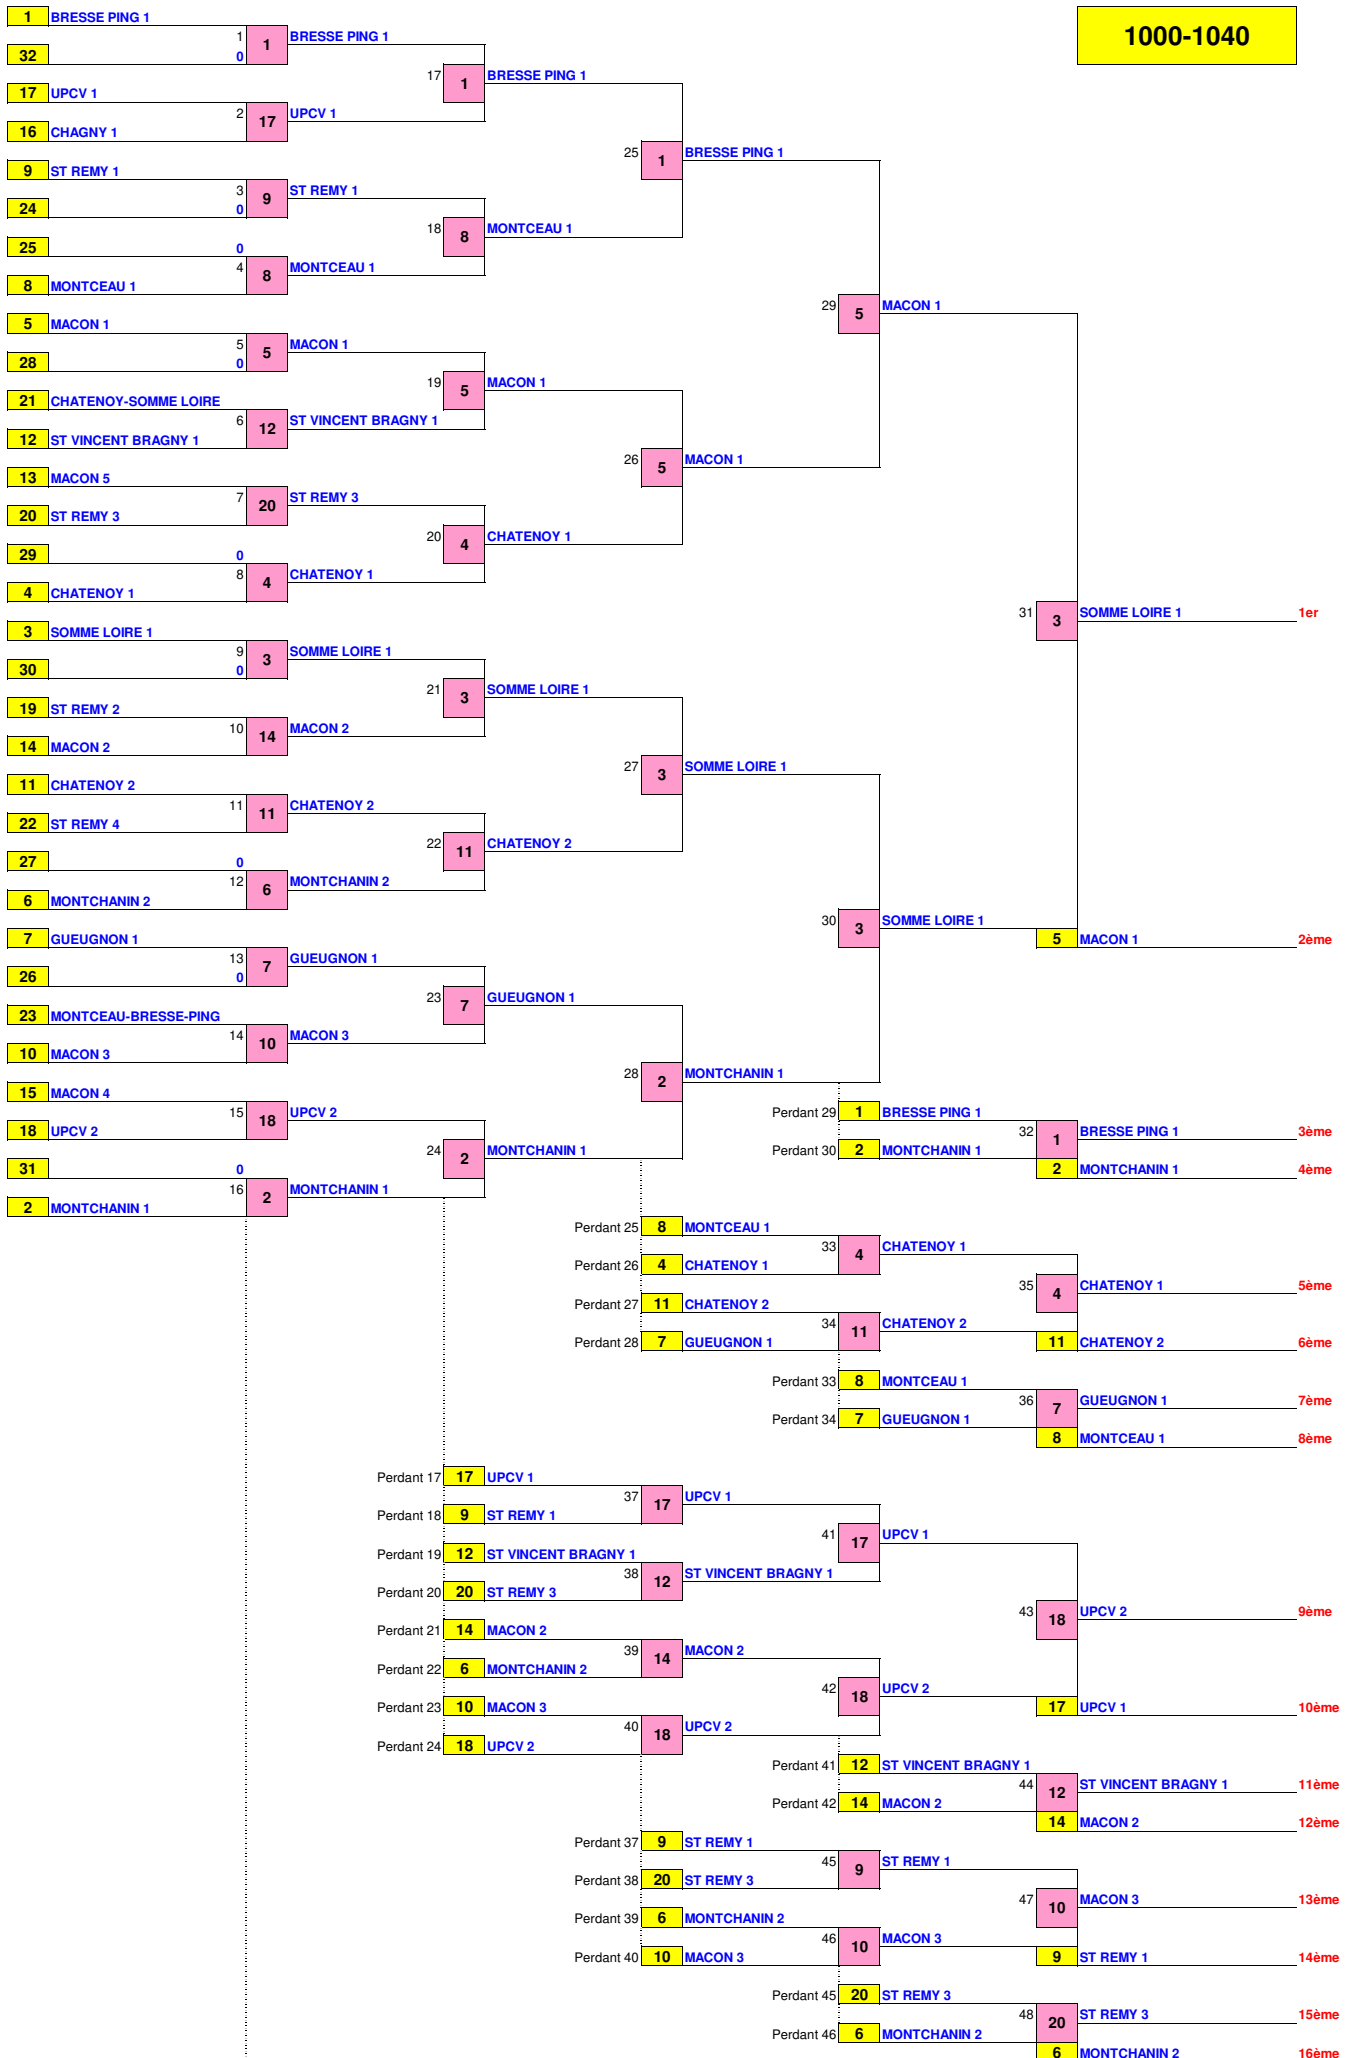 1 BRESSE PING 1
1000-1040
1 1 BRESSE PING 1
32 0
17 1 BRESSE PING 1
17 UPCV 1
2 17 UPCV 1
16 CHAGNY 1
25 1 BRESSE PING 1
9 ST REMY 1
3 9 ST REMY 1
24 0
18 8 MONTCEAU 1
25 0
4 8 MONTCEAU 1
8 MONTCEAU 1
29 5 MACON 1
5 MACON 1
5 5 MACON 1
28 0
19 5 MACON 1
21 CHATENOY-SOMME LOIRE
6 12 ST VINCENT BRAGNY 1
12 ST VINCENT BRAGNY 1
26 5 MACON 1
13 MACON 5
7 20 ST REMY 3
20 ST REMY 3
20 4 CHATENOY 1
29 0
8 4 CHATENOY 1
4 CHATENOY 1
31 3 SOMME LOIRE 1 1er
3 SOMME LOIRE 1
9 3 SOMME LOIRE 1
30 0
21 3 SOMME LOIRE 1
19 ST REMY 2
10 14 MACON 2
14 MACON 2
27 3 SOMME LOIRE 1
11 CHATENOY 2
11 11 CHATENOY 2
22 ST REMY 4
22 11 CHATENOY 2
27 0
12 6 MONTCHANIN 2
6 MONTCHANIN 2
30 3 SOMME LOIRE 1
7 GUEUGNON 1
5 MACON 1 2ème
13 7 GUEUGNON 1
26 0
23 7 GUEUGNON 1
23 MONTCEAU-BRESSE-PING
14 10 MACON 3
10 MACON 3
28 2 MONTCHANIN 1
15 MACON 4
15 18 UPCV 2
Perdant 29 1 BRESSE PING 1
18 UPCV 2
32 1 BRESSE PING 1 3ème
24 2 MONTCHANIN 1
Perdant 30 2 MONTCHANIN 1
31 0
2 MONTCHANIN 1 4ème
16 2 MONTCHANIN 1
2 MONTCHANIN 1
Perdant 25 8 MONTCEAU 1
33 4 CHATENOY 1
Perdant 26 4 CHATENOY 1
35 4 CHATENOY 1 5ème
Perdant 27 11 CHATENOY 2
34 11 CHATENOY 2
Perdant 28 7 GUEUGNON 1
11 CHATENOY 2 6ème
Perdant 33 8 MONTCEAU 1
36 7 GUEUGNON 1 7ème
Perdant 34 7 GUEUGNON 1
8 MONTCEAU 1 8ème
Perdant 17 17 UPCV 1
37 17 UPCV 1
Perdant 18 9 ST REMY 1
41 17 UPCV 1
Perdant 19 12 ST VINCENT BRAGNY 1
38 12 ST VINCENT BRAGNY 1
Perdant 20 20 ST REMY 3
43 18 UPCV 2 9ème
Perdant 21 14 MACON 2
39 14 MACON 2
Perdant 22 6 MONTCHANIN 2
42 18 UPCV 2
Perdant 23 10 MACON 3
17 UPCV 1 10ème
40 18 UPCV 2
Perdant 24 18 UPCV 2
Perdant 41 12 ST VINCENT BRAGNY 1
44 12 ST VINCENT BRAGNY 1 11ème
Perdant 42 14 MACON 2
14 MACON 2 12ème
Perdant 37 9 ST REMY 1
45 9 ST REMY 1
Perdant 38 20 ST REMY 3
47 10 MACON 3 13ème
Perdant 39 6 MONTCHANIN 2
46 10 MACON 3
Perdant 40 10 MACON 3
9 ST REMY 1 14ème
Perdant 45 20 ST REMY 3
48 20 ST REMY 3 15ème
Perdant 46 6 MONTCHANIN 2
6 MONTCHANIN 2 16ème